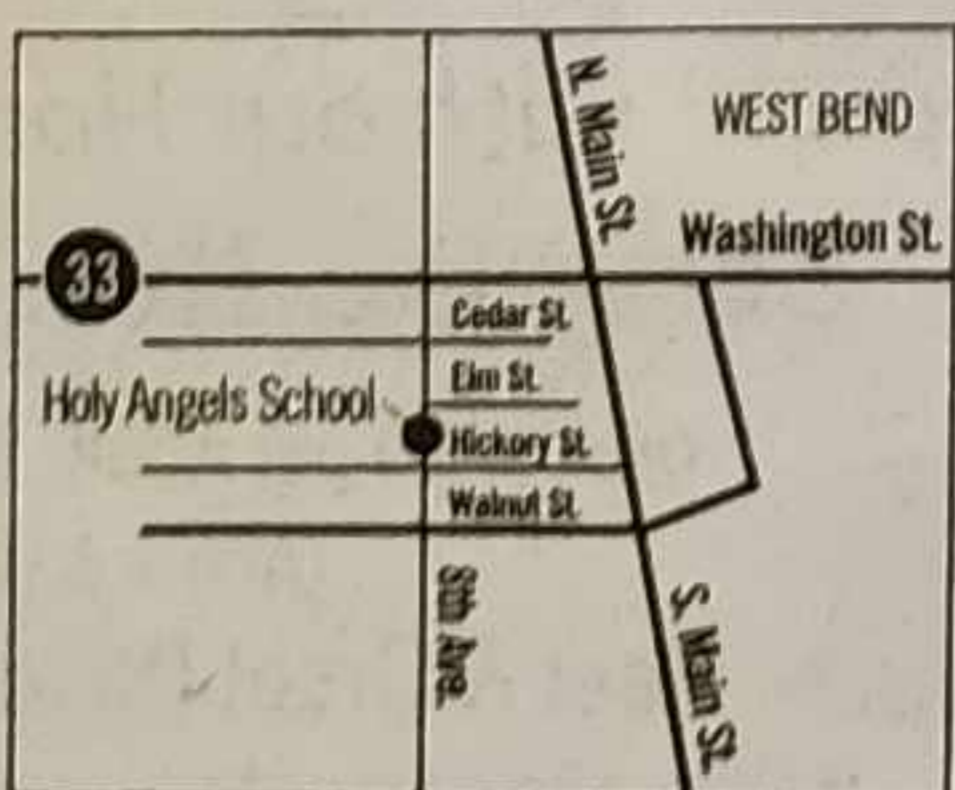 N. Main St.
WEST BEND
Washington St.
33
Cedar St.
Elm St.
Holy Angels School
Hickory St.
Walnut St.
8th Ave.
S. Main St.